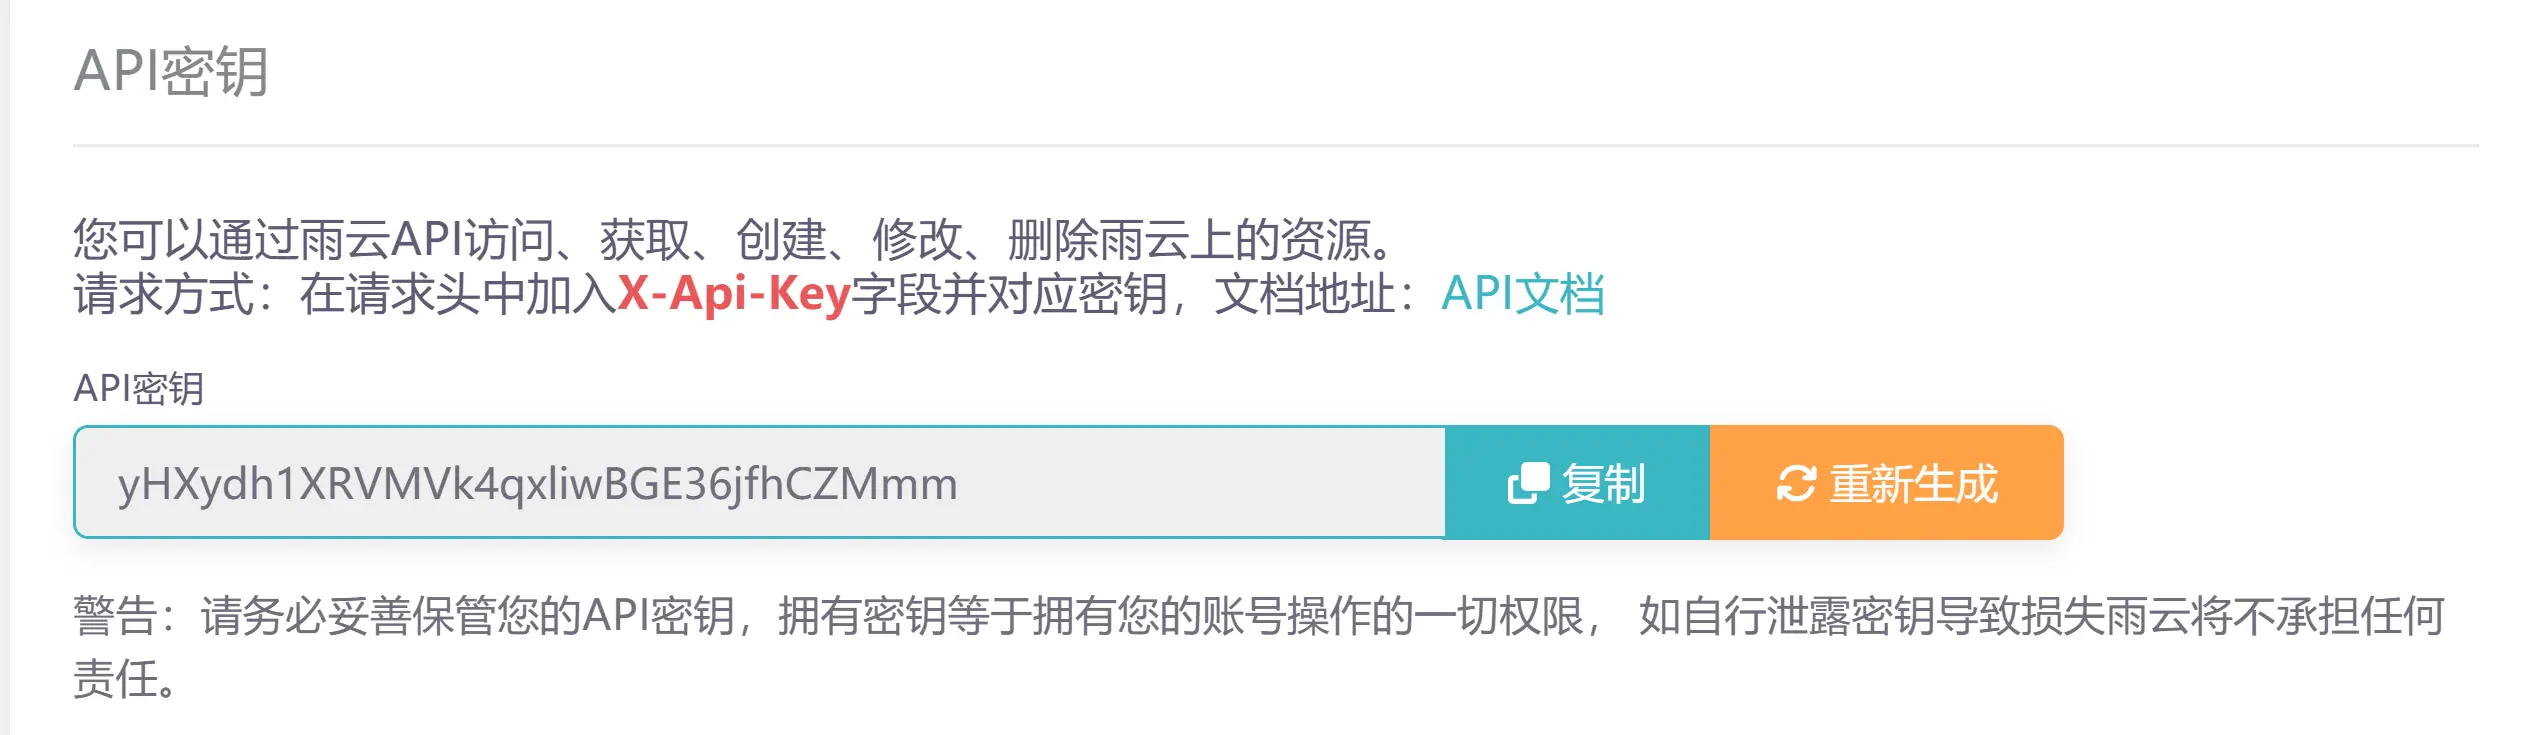 API密钥
您可以通过雨云API访问、获取、创建、修改、删除雨云上的资源。
请求方式：在请求头中加入X-Api-Key字段并对应密钥，文档地址：API文档
API密钥
yHXydh1XRVMVk4qxliwBGE36jfhCZMmm 复制 重新生成
警告：请务必妥善保管您的API密钥，拥有密钥等于拥有您的账号操作的一切权限， 如自行泄露密钥导致损失雨云将不承担任何
责任。